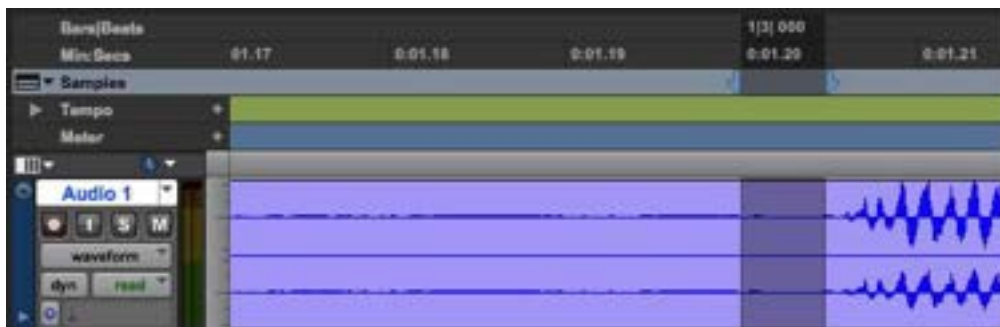 Bars|Beats 1|3| 000
Min:Secs 01.17 0:01.18 0:01.19 0:01.20 0:01.21
Samples
Tempo +
Meter +
Audio 1
I S M
waveform
dyn read